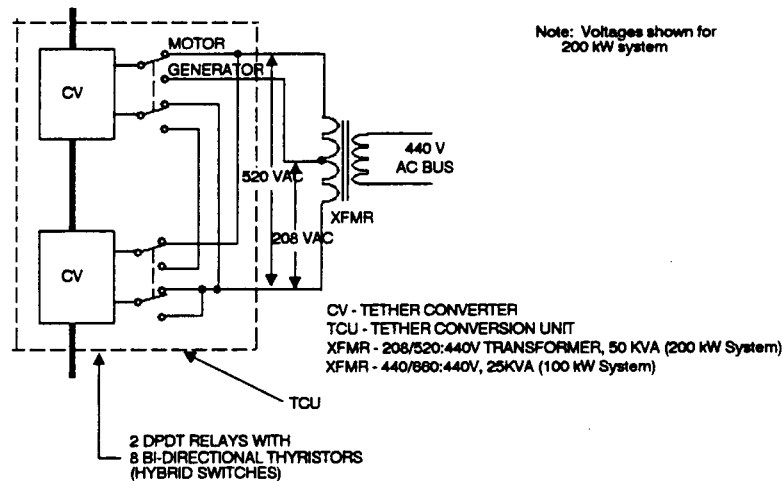 Note: Voltages shown for
200 kW system
MOTOR
GENERATOR
CV
520 VAC
440 V
AC BUS
XFMR
208 VAC
CV
CV - TETHER CONVERTER
TCU - TETHER CONVERSION UNIT
XFMR - 208/520:440V TRANSFORMER, 50 KVA (200 kW System)
XFMR - 440/660:440V, 25KVA (100 kW System)
TCU
2 DPDT RELAYS WITH
8 BI-DIRECTIONAL THYRISTORS
(HYBRID SWITCHES)